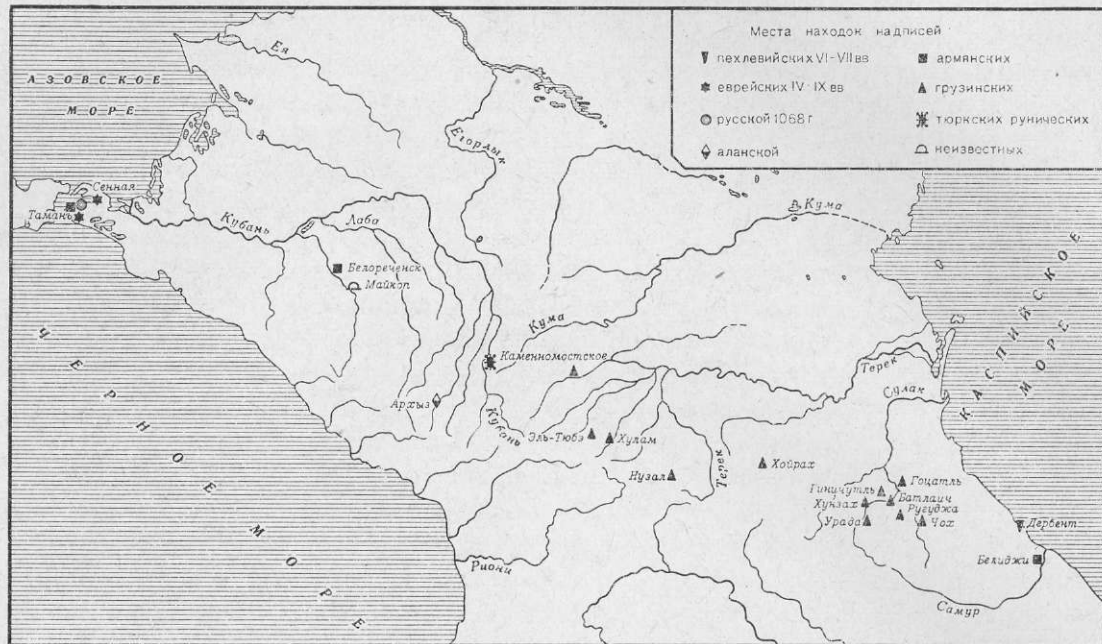 Места находок надписей
пехлевийских VI-VII вв
еврейских IV-IX вв
русской 1068 г
аланской
армянских
грузинских
тюркских рунических
неизвестных
АЗОВСКОЕ
МОРЕ
Ея
Егорлык
Сенная
Тамань
Кубань
Лаба
Белореченск
Майкоп
В. Кума
Кума
Каменномостское
Терек
Сулак
КАСПИЙСКОЕ
МОРЕ
Архыз
Кубань
Эль-Тюбэ
Хулам
Нузал
Терек
Хойрах
Гоцатль
Гиничутль
Батлаич
Хунзах
Ругуджа
Урада
Чох
Дербент
Белиджи
Самур
Риони
ЧЕРНОЕ МОРЕ